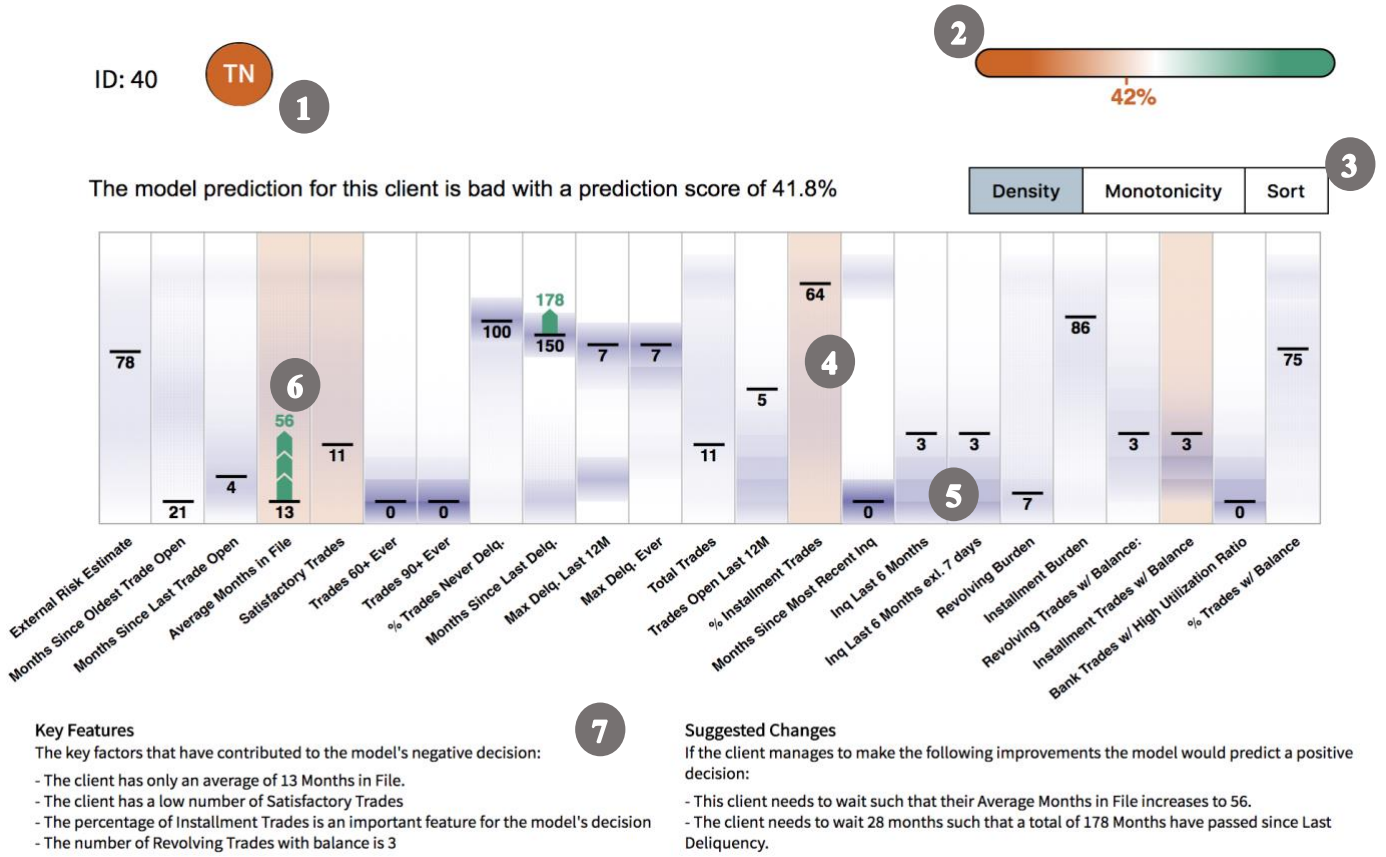 ID: 40
TN
1
2
42%
3
The model prediction for this client is bad with a prediction score of 41.8%
Density
Monotonicity
Sort
78
21
4
56
13
6
11
0
0
100
178
150
7
7
11
5
64
4
0
3
3
5
7
86
3
3
0
75
External Risk Estimate
Months Since Oldest Trade Open
Months Since Last Trade Open
Average Months in File
Satisfactory Trades
Trades 60+ Ever
Trades 90+ Ever
% Trades Never Delq.
Months Since Last Delq.
Max Delq. Last 12M
Max Delq. Ever
Total Trades
Trades Open Last 12M
% Installment Trades
Months Since Most Recent Inq
Inq Last 6 Months
Inq Last 6 Months exl. 7 days
Revolving Burden
Installment Burden
Revolving Trades w/ Balance:
Installment Trades w/ Balance
Bank Trades w/ High Utilization Ratio
% Trades w/ Balance
7
Key Features
The key factors that have contributed to the model's negative decision:
- The client has only an average of 13 Months in File.
- The client has a low number of Satisfactory Trades
- The percentage of Installment Trades is an important feature for the model's decision
- The number of Revolving Trades with balance is 3
Suggested Changes
If the client manages to make the following improvements the model would predict a positive
decision:
- This client needs to wait such that their Average Months in File increases to 56.
- The client needs to wait 28 months such that a total of 178 Months have passed since Last
Deliquency.